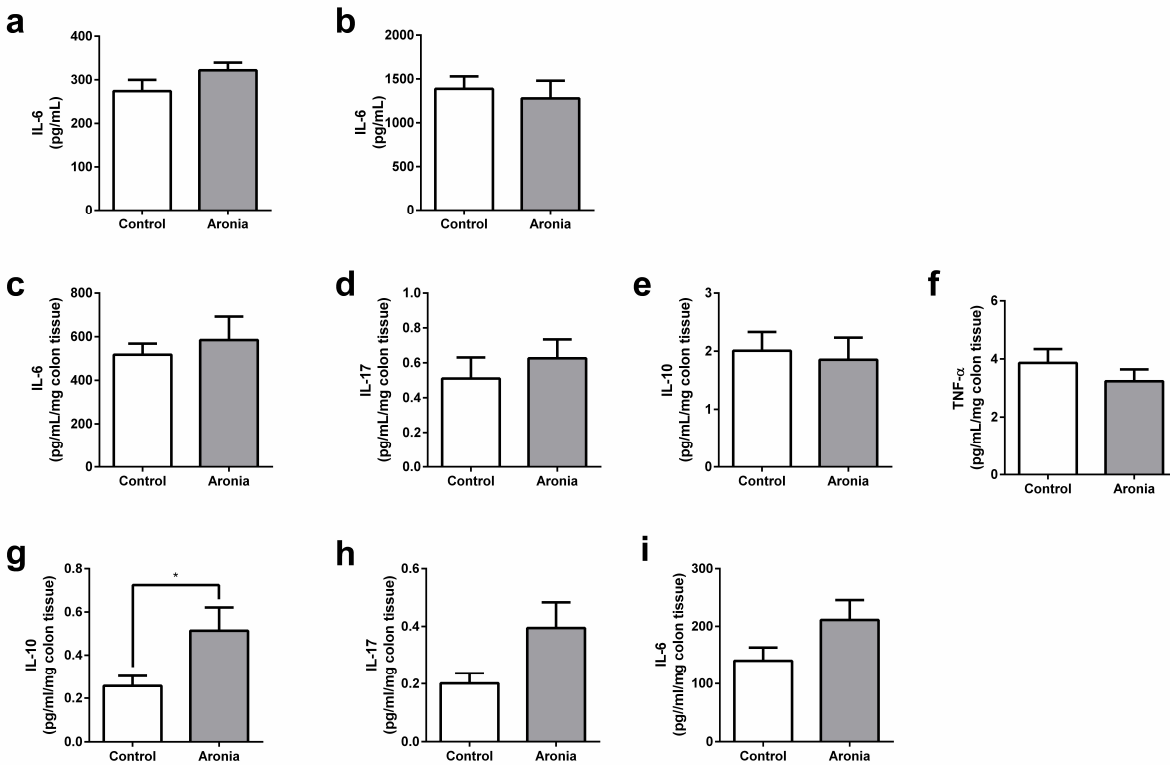 a
IL-6
(pg/mL)
400
300
200
100
0
Control Aronia
b
IL-6
(pg/mL)
2000
1500
1000
500
0
Control Aronia
c
IL-6
(pg/mL/mg colon tissue)
800
600
400
200
0
Control Aronia
d
IL-17
(pg/mL/mg colon tissue)
1.0
0.8
0.6
0.4
0.2
0.0
Control Aronia
e
IL-10
(pg/mL/mg colon tissue)
3
2
1
0
Control Aronia
f
TNF-α
(pg/mL/mg colon tissue)
6
4
2
0
Control Aronia
g
IL-10
(pg/ml/mg colon tissue)
0.8
0.6
0.4
0.2
0.0
*
Control Aronia
h
IL-17
(pg/ml/mg colon tissue)
0.6
0.4
0.2
0.0
Control Aronia
i
IL-6
(pg//ml/mg colon tissue)
300
200
100
0
Control Aronia